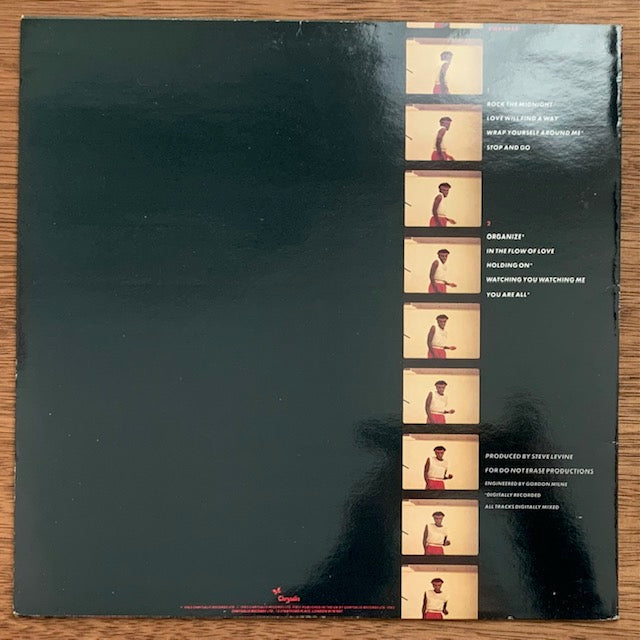 1
ROCK THE MIDNIGHT
LOVE WILL FIND A WAY
WRAP YOURSELF AROUND ME*
STOP AND GO
2
ORGANIZE*
IN THE FLOW OF LOVE
HOLDING ON*
WATCHING YOU WATCHING ME
YOU ARE ALL*
PRODUCED BY STEVE LEVINE
FOR DO NOT ERASE PRODUCTIONS
ENGINEERED BY GORDON MILNE
*DIGITALLY RECORDED
ALL TRACKS DIGITALLY MIXED
Chrysalis